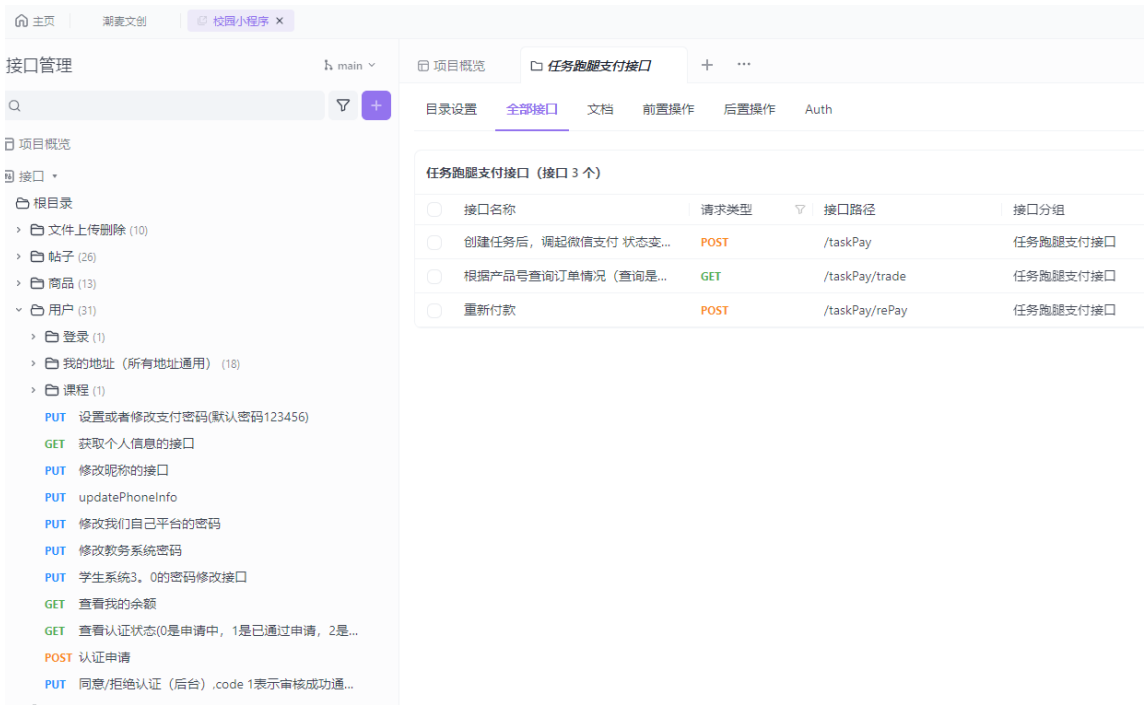 主页 潮麦文创 校园小程序 ×
接口管理 main
项目概览
接口
根目录
文件上传删除 (10)
帖子 (26)
商品 (13)
用户 (31)
登录 (1)
我的地址（所有地址通用） (18)
课程 (1)
PUT 设置或者修改支付密码(默认密码123456)
GET 获取个人信息的接口
PUT 修改昵称的接口
PUT updatePhoneInfo
PUT 修改我们自己平台的密码
PUT 修改教务系统密码
PUT 学生系统3。0的密码修改接口
GET 查看我的余额
GET 查看认证状态(0是申请中，1是已通过申请，2是...
POST 认证申请
PUT 同意/拒绝认证（后台）,code 1表示审核成功通...
项目概览 任务跑腿支付接口 + ...
目录设置 全部接口 文档 前置操作 后置操作 Auth
任务跑腿支付接口（接口 3 个）
接口名称 请求类型 接口路径 接口分组
创建任务后，调起微信支付 状态变... POST /taskPay 任务跑腿支付接口
根据产品号查询订单情况（查询是... GET /taskPay/trade 任务跑腿支付接口
重新付款 POST /taskPay/rePay 任务跑腿支付接口